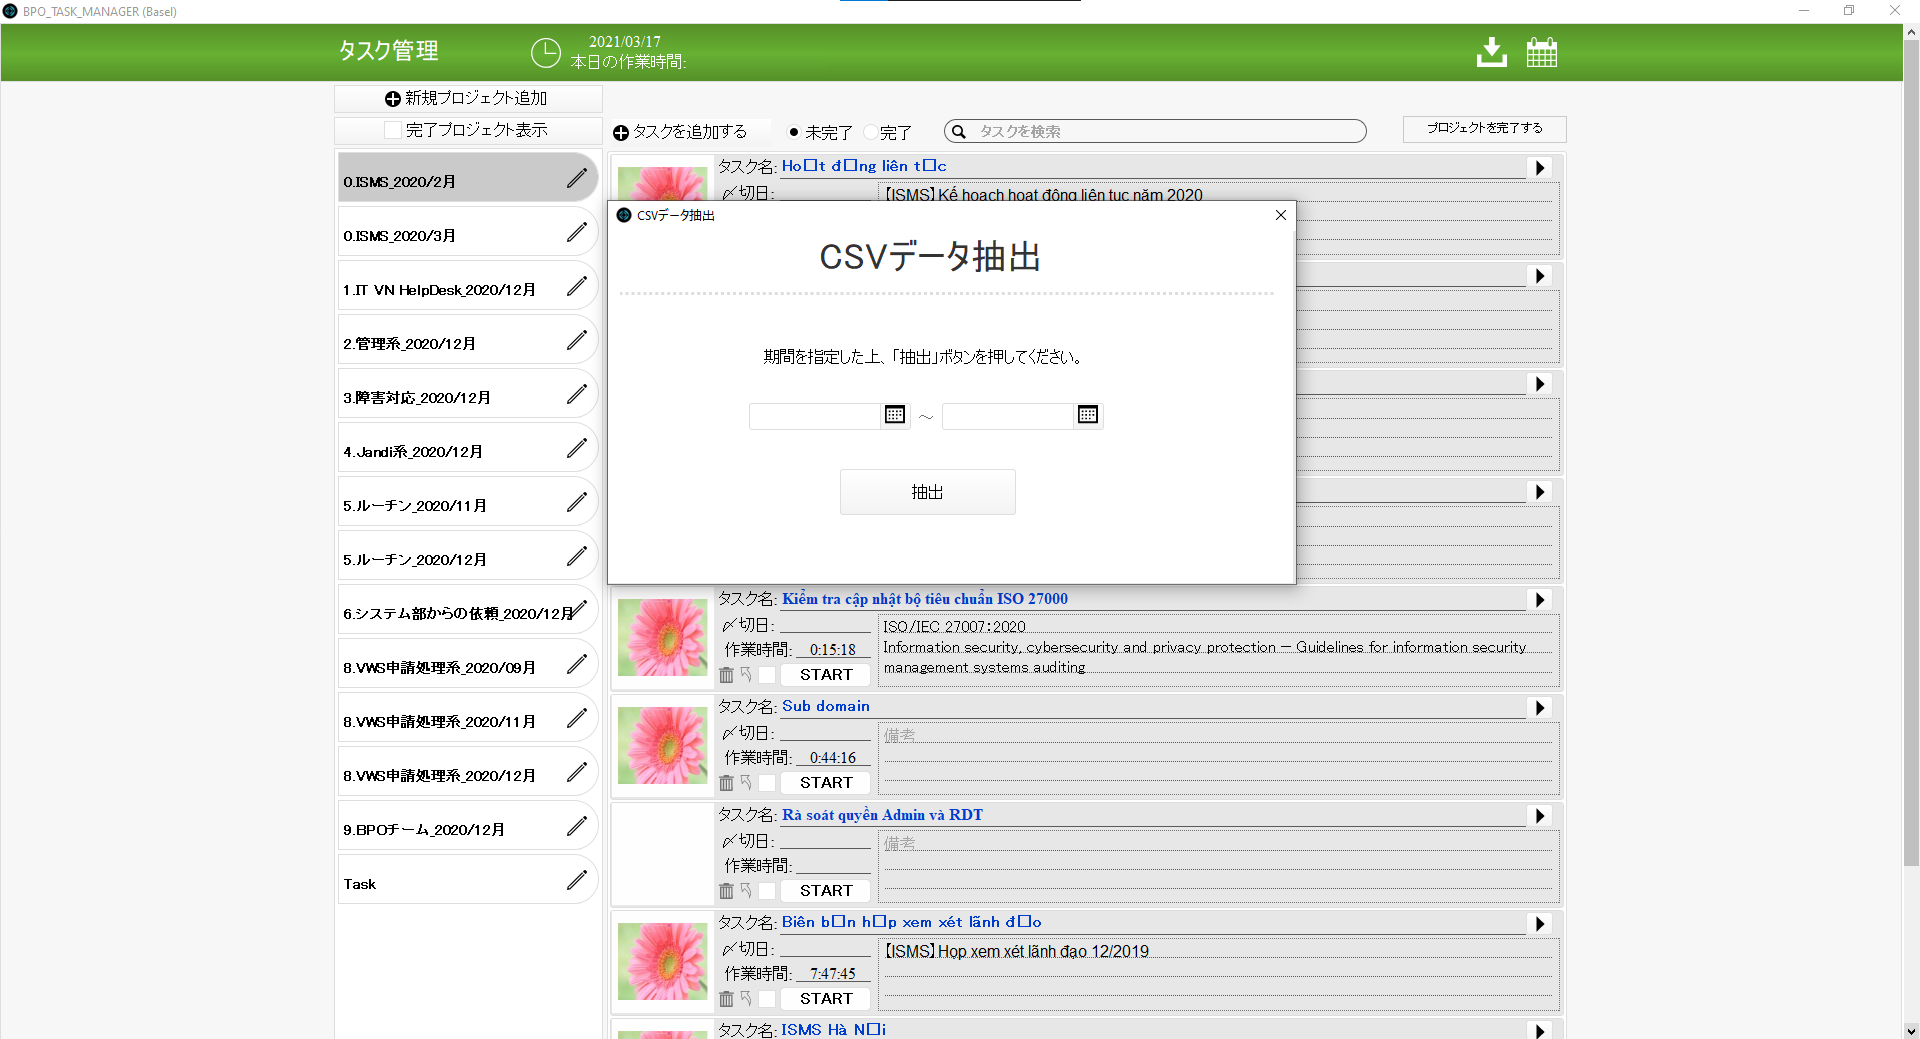 BPO_TASK_MANAGER (Basel)
タスク管理
2021/03/17
本日の作業時間:
新規プロジェクト追加
完了プロジェクト表示
タスクを追加する
未完了
完了
タスクを検索
プロジェクトを完了する
0.ISMS_2020/2月
0.ISMS_2020/3月
1.IT VN HelpDesk_2020/12月
2.管理系_2020/12月
3.障害対応_2020/12月
4.Jandi系_2020/12月
5.ルーチン_2020/11月
5.ルーチン_2020/12月
6.システム部からの依頼_2020/12月
8.VWS申請処理系_2020/09月
8.VWS申請処理系_2020/11月
8.VWS申請処理系_2020/12月
9.BPOチーム_2020/12月
Task
タスク名: Ho□t đ□ng liên t□c
〆切日:
【ISMS】Kế hoạch hoạt động liên tục năm 2020
CSVデータ抽出
CSVデータ抽出
期間を指定した上、「抽出」ボタンを押してください。
～
抽出
タスク名: Kiểm tra cập nhật bộ tiêu chuẩn ISO 27000
〆切日:
作業時間: 0:15:18
START
ISO/IEC 27007:2020
Information security, cybersecurity and privacy protection — Guidelines for information security
management systems auditing
タスク名: Sub domain
〆切日:
作業時間: 0:44:16
START
備考
タスク名: Rà soát quyền Admin và RDT
〆切日:
作業時間:
START
備考
タスク名: Biên b□n h□p xem xét lãnh đ□o
〆切日:
作業時間: 7:47:45
START
【ISMS】Họp xem xét lãnh đạo 12/2019
タスク名: ISMS Hà N□i